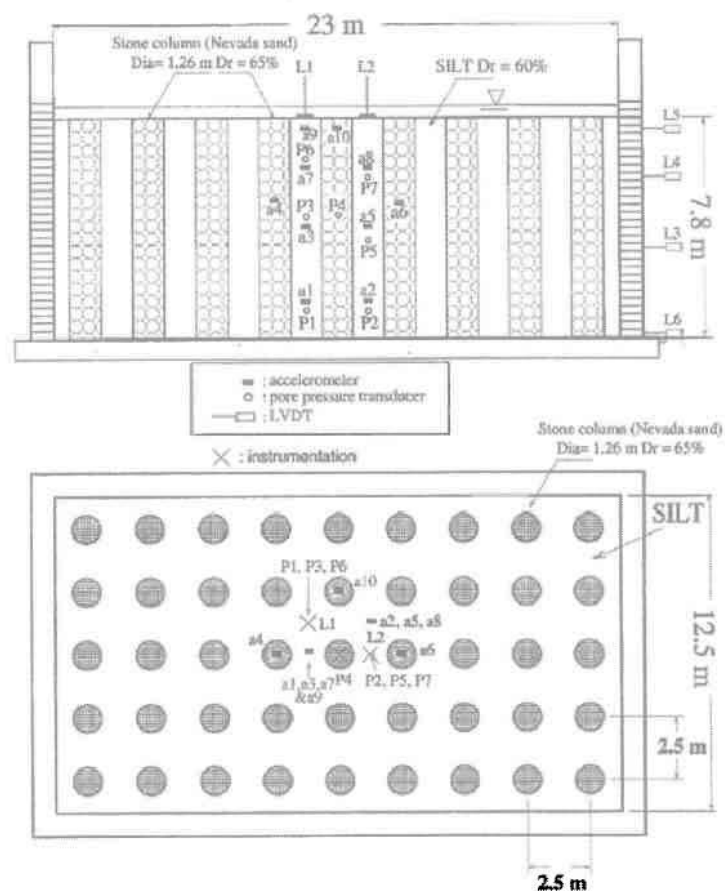 23 m
Stone column (Nevada sand)
Dia= 1.26 m Dr = 65%
L1
L2
SILT Dr = 60%
L5
a9
a10
P6
a8
L4
a7
P7
a4
P3
P4
a5
a6
a3
P5
L3
7.8 m
a1
a2
P1
P2
L6
: accelerometer
: pore pressure transducer
: LVDT
: instrumentation
Stone column (Nevada sand)
Dia= 1.26 m Dr = 65%
SILT
P1, P3, P6
a10
L1
a2, a5, a8
L2
a4
a6
a1,a3,a7
&a9
P4
P2, P5, P7
12.5 m
2.5 m
2.5 m